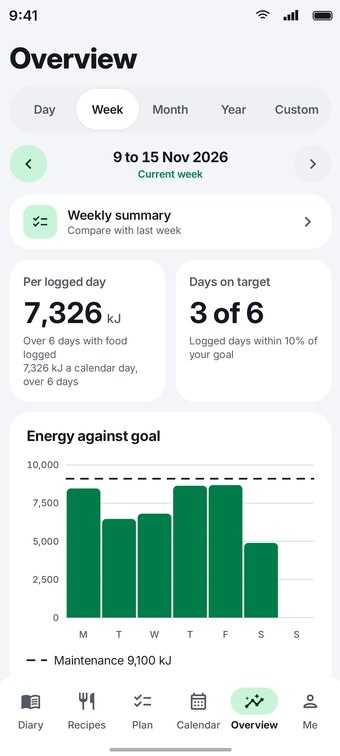 9:41
Overview
Day Week Month Year Custom
9 to 15 Nov 2026
Current week
Weekly summary
Compare with last week
Per logged day
7,326 kJ
Over 6 days with food
logged
7,326 kJ a calendar day,
over 6 days
Days on target
3 of 6
Logged days within 10% of
your goal
Energy against goal
10,000
7,500
5,000
2,500
0
M T W T F S S
Maintenance 9,100 kJ
Diary Recipes Plan Calendar Overview Me